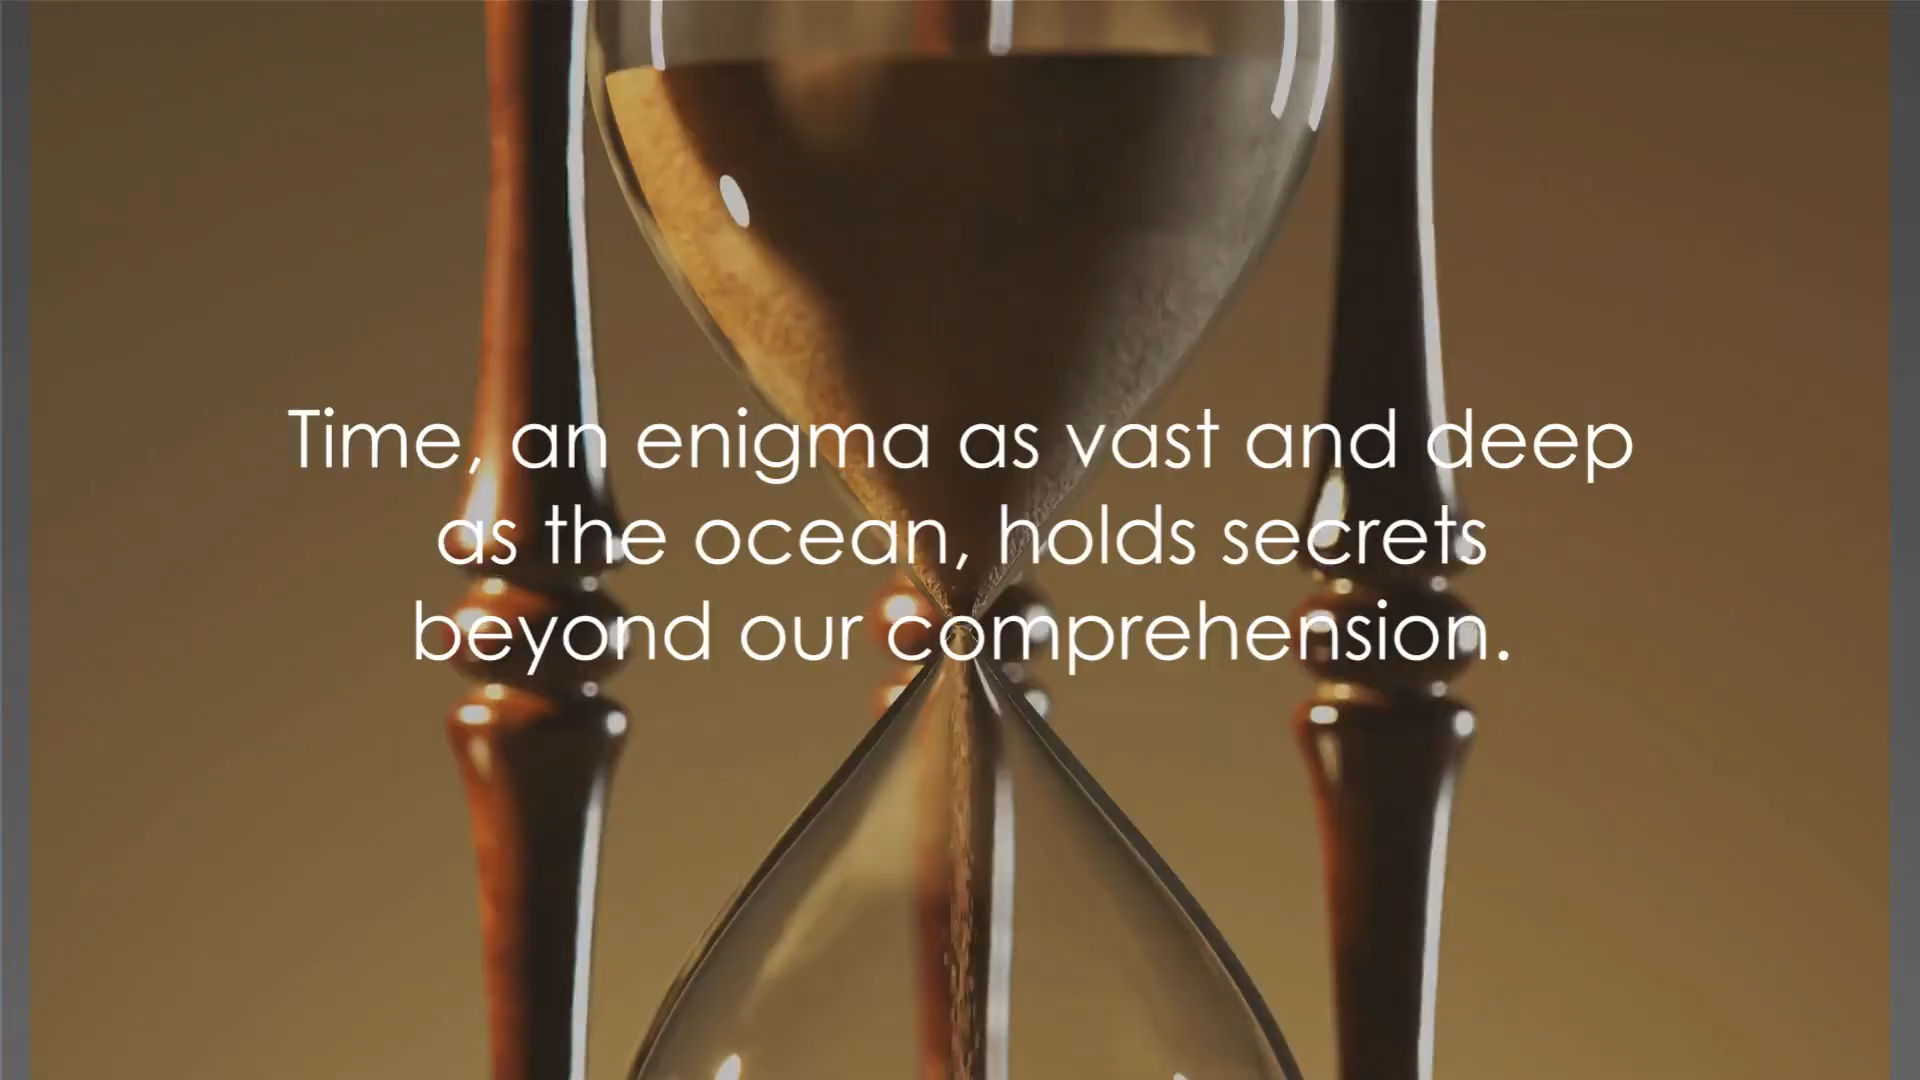 Time, an enigma as vast and deep
as the ocean, holds secrets
beyond our comprehension.